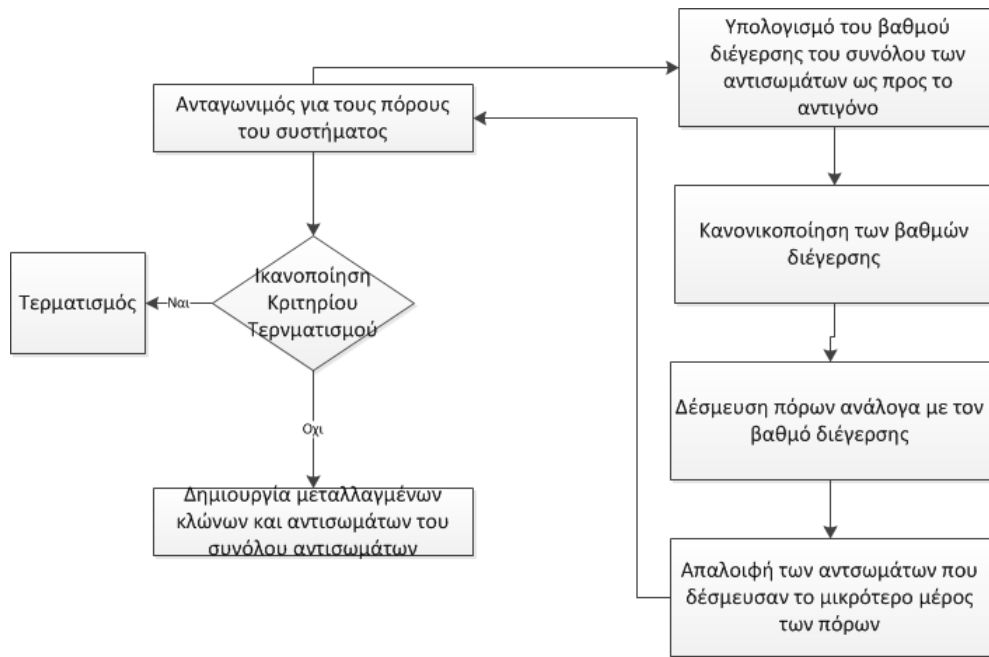 Υπολογισμό του βαθμού
διέγερσης του συνόλου των
αντισωμάτων ως προς το
αντιγόνο
Ανταγωνιμός για τους πόρους
του συστήματος
Κανονικοποίηση των βαθμών
διέγερσης
Ικανοποίηση
Κριτηρίου
Τερνματισμού
Τερματισμός
Ναι
Δέσμευση πόρων ανάλογα με τον
βαθμό διέγερσης
Οχι
Δημιουργία μεταλλαγμένων
κλώνων και αντισωμάτων του
συνόλου αντισωμάτων
Απαλοιφή των αντσωμάτων που
δέσμευσαν το μικρότερο μέρος
των πόρων